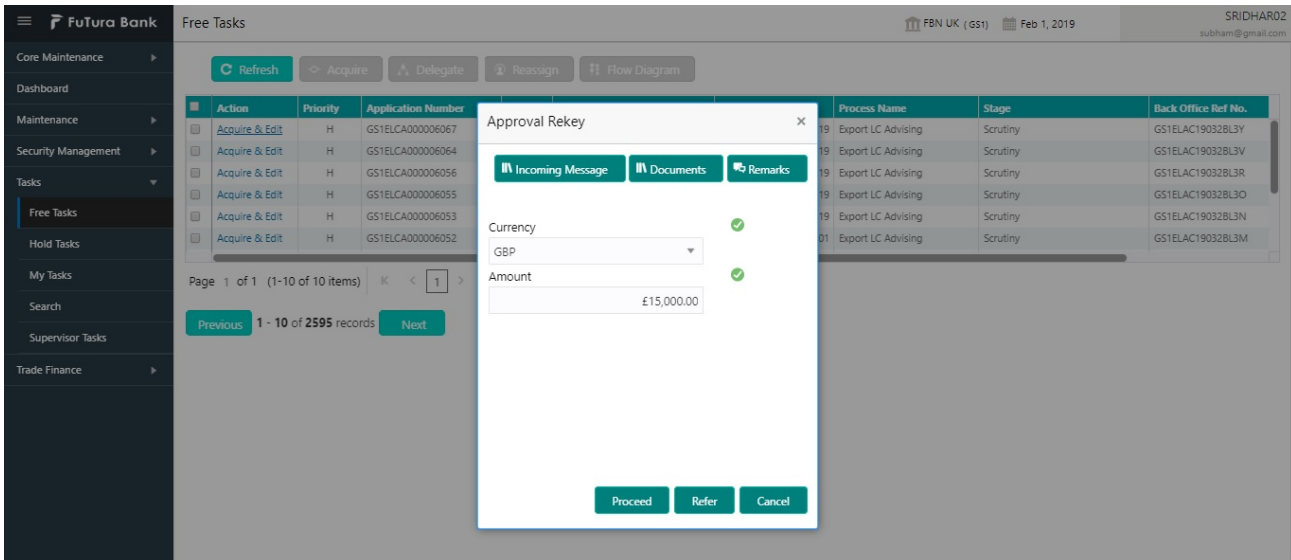 FuTura Bank
Free Tasks
FBN UK (GS1)
Feb 1, 2019
SRIDHAR02
subham@gmail.com
Core Maintenance
Dashboard
Maintenance
Security Management
Tasks
Free Tasks
Hold Tasks
My Tasks
Search
Supervisor Tasks
Trade Finance
Refresh Acquire Delegate Reassign Flow Diagram
Action Priority Application Number Process Name Stage Back Office Ref No.
Acquire & Edit H GS1ELCA000006067 19 Export LC Advising Scrutiny GS1ELAC19032BL3Y
Acquire & Edit H GS1ELCA000006064 19 Export LC Advising Scrutiny GS1ELAC19032BL3V
Acquire & Edit H GS1ELCA000006056 19 Export LC Advising Scrutiny GS1ELAC19032BL3R
Acquire & Edit H GS1ELCA000006055 19 Export LC Advising Scrutiny GS1ELAC19032BL3O
Acquire & Edit H GS1ELCA000006053 19 Export LC Advising Scrutiny GS1ELAC19032BL3N
Acquire & Edit H GS1ELCA000006052 01 Export LC Advising Scrutiny GS1ELAC19032BL3M
Page 1 of 1 (1-10 of 10 items) K < 1 >
Previous 1 - 10 of 2595 records Next
Approval Rekey ×
Incoming Message Documents Remarks
Currency
GBP
Amount
£15,000.00
Proceed Refer Cancel